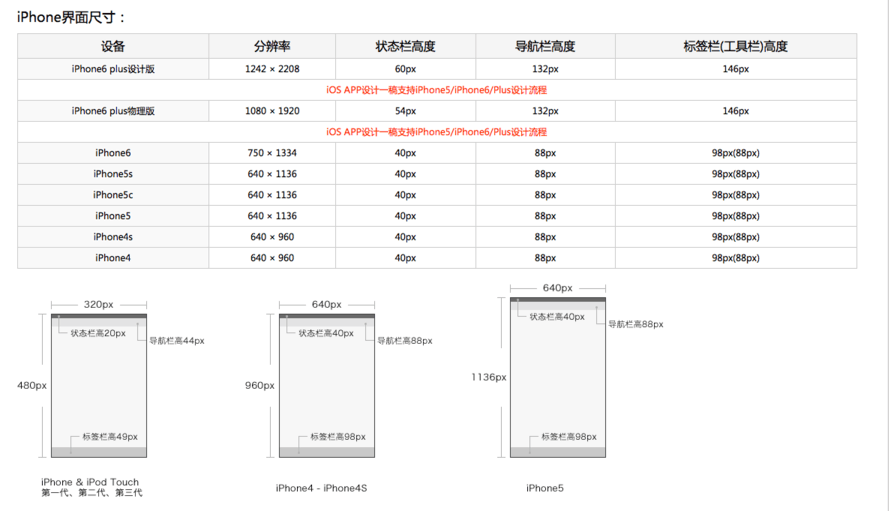 iPhone界面尺寸：
设备 分辨率 状态栏高度 导航栏高度 标签栏(工具栏)高度
iPhone6 plus设计版 1242 × 2208 60px 132px 146px
iOS APP设计一稿支持iPhone5/iPhone6/Plus设计流程
iPhone6 plus物理版 1080 × 1920 54px 132px 146px
iOS APP设计一稿支持iPhone5/iPhone6/Plus设计流程
iPhone6 750 × 1334 40px 88px 98px(88px)
iPhone5s 640 × 1136 40px 88px 98px(88px)
iPhone5c 640 × 1136 40px 88px 98px(88px)
iPhone5 640 × 1136 40px 88px 98px(88px)
iPhone4s 640 × 960 40px 88px 98px(88px)
iPhone4 640 × 960 40px 88px 98px(88px)
320px
状态栏高20px
导航栏高44px
480px
标签栏高49px
iPhone & iPod Touch
第一代、第二代、第三代
640px
状态栏高40px
导航栏高88px
960px
标签栏高98px
iPhone4 - iPhone4S
640px
状态栏高40px
导航栏高88px
1136px
标签栏高98px
iPhone5